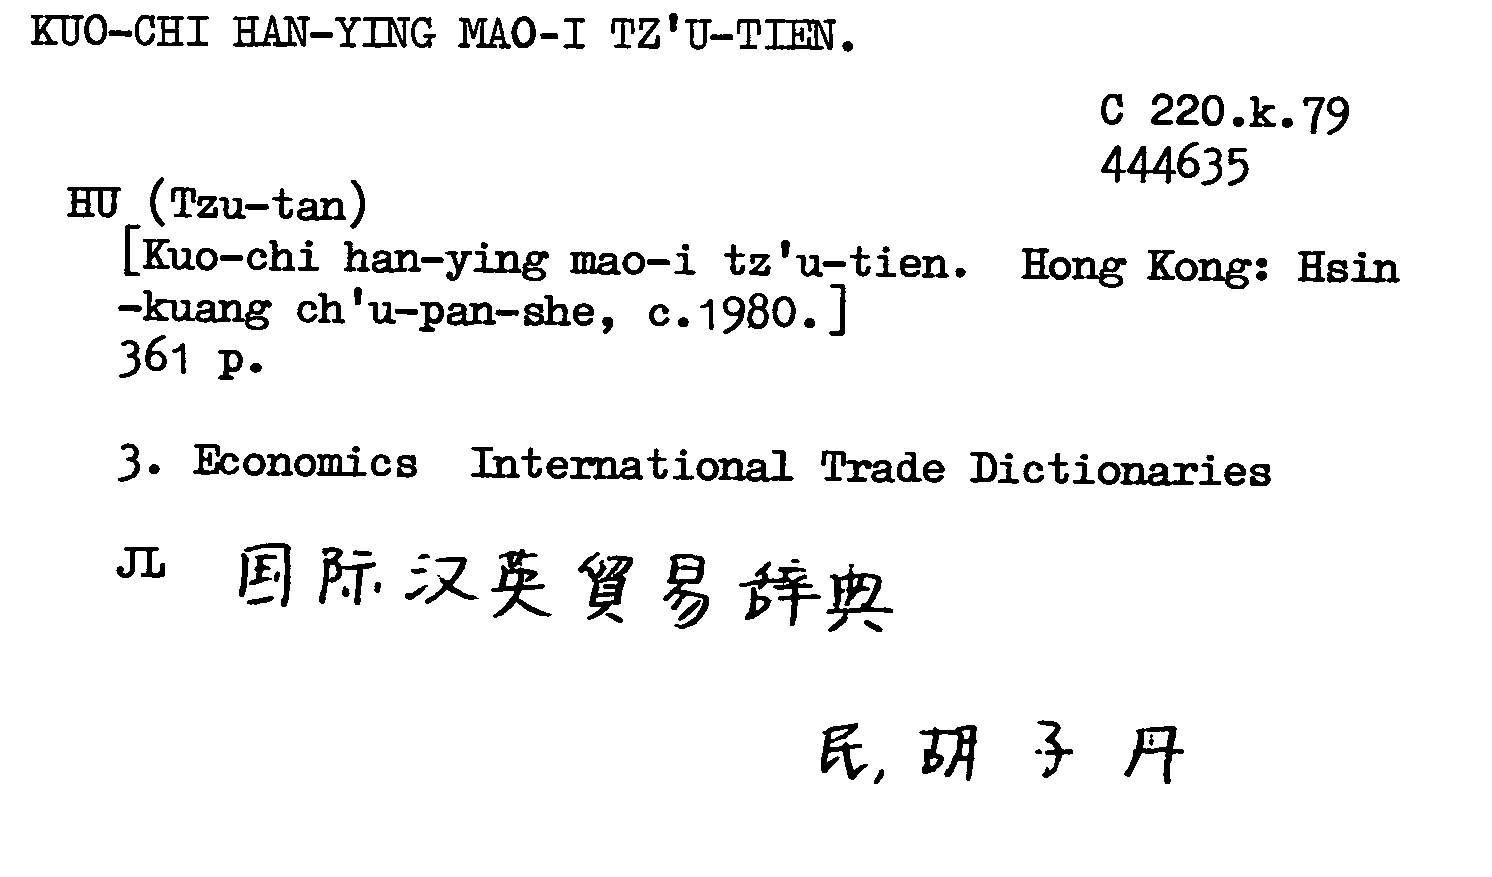 KUO-CHI HAN-YING MAO-I TZ'U-TIEN.
C 220.k.79
444635
HU (Tzu-tan)
[Kuo-chi han-ying mao-i tz'u-tien. Hong Kong: Hsin
-kuang ch'u-pan-she, c.1980.]
361 p.
3. Economics International Trade Dictionaries
JL 国际汉英貿易辞典
民, 胡子丹